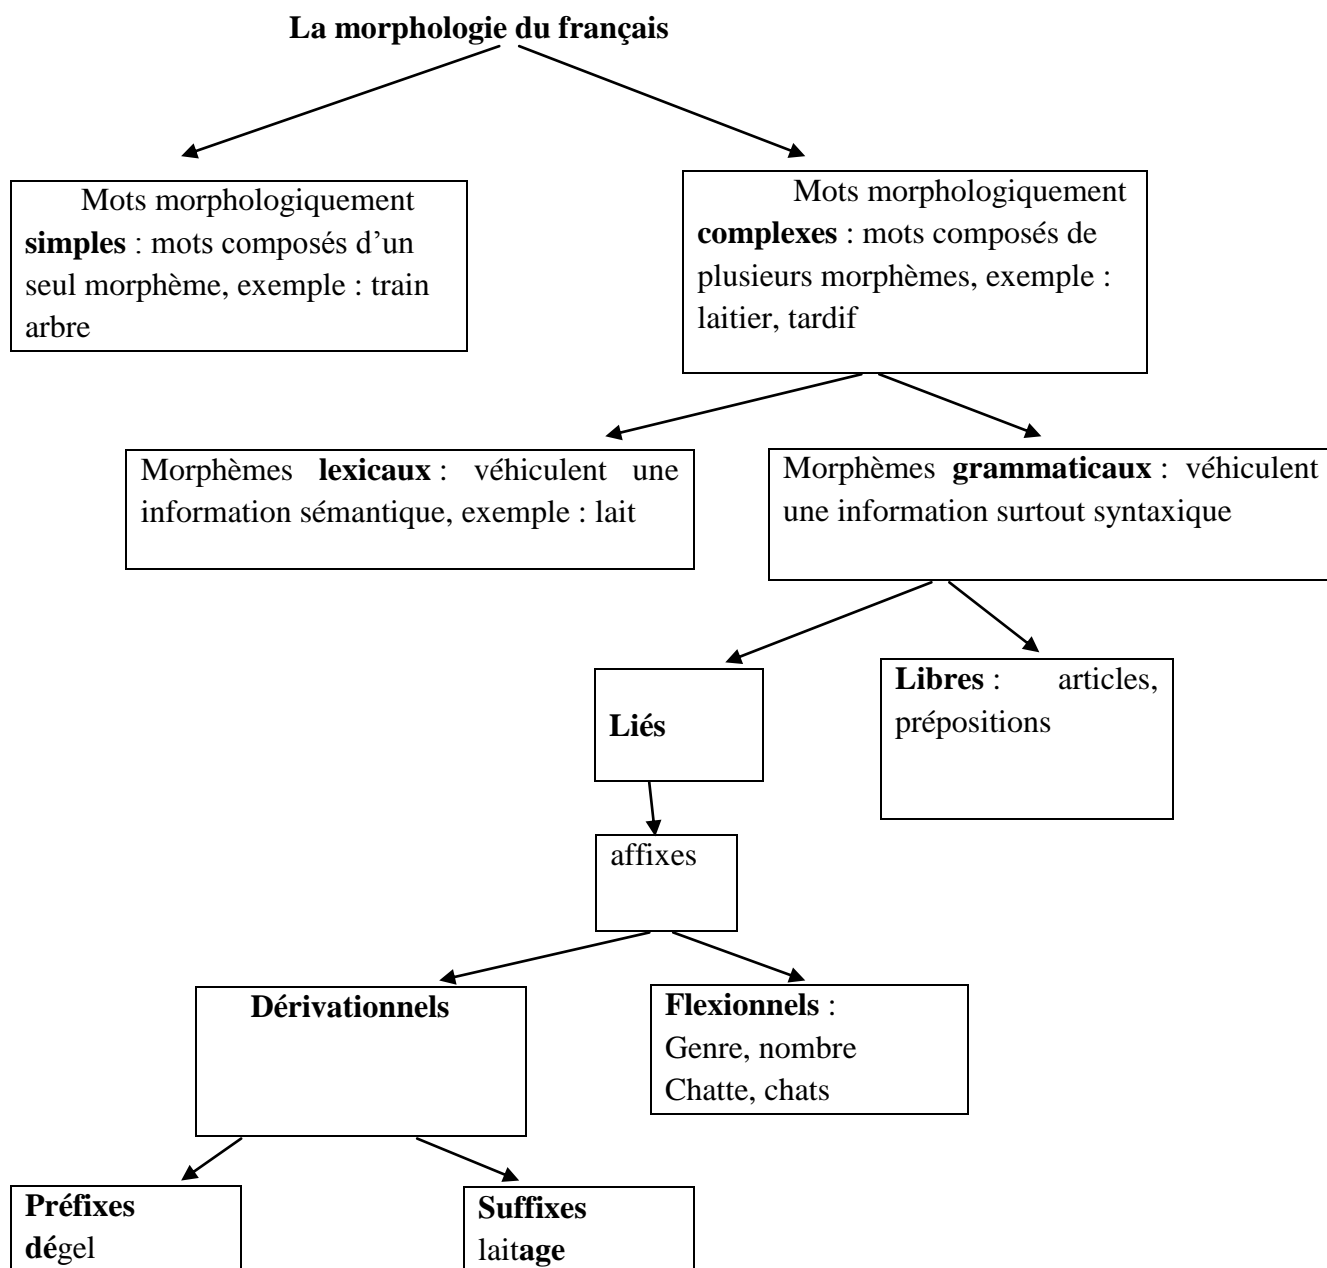 La morphologie du français
Mots morphologiquement
simples : mots composés d’un
seul morphème, exemple : train
arbre
Mots morphologiquement
complexes : mots composés de
plusieurs morphèmes, exemple :
laitier, tardif
Morphèmes lexicaux : véhiculent une
information sémantique, exemple : lait
Morphèmes grammaticaux : véhiculent
une information surtout syntaxique
Liés
Libres : articles,
prépositions
affixes
Dérivationnels
Flexionnels :
Genre, nombre
Chatte, chats
Préfixes
dégel
Suffixes
laitage